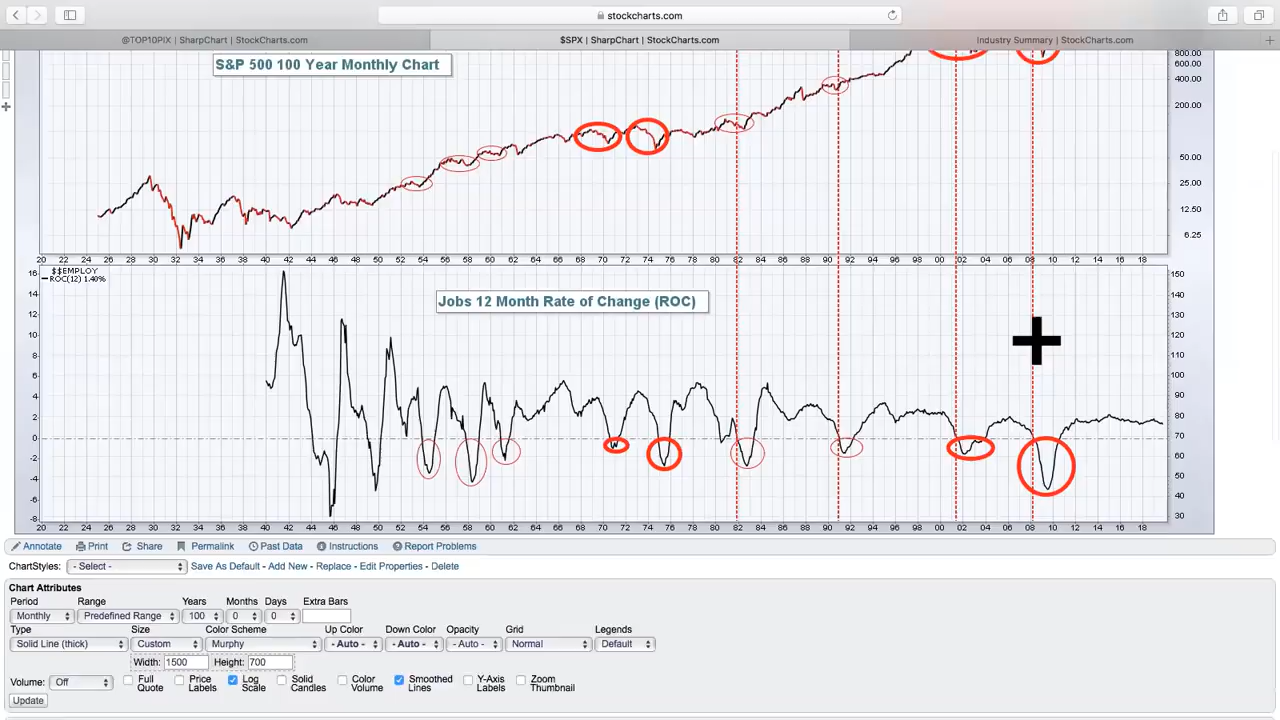 stockcharts.com
@TOP10PIX | SharpChart | StockCharts.com
$SPX | SharpChart | StockCharts.com
Industry Summary | StockCharts.com
S&P 500 100 Year Monthly Chart
800.00
600.00
400.00
200.00
50.00
25.00
12.50
6.25
20 22 24 26 28 30 32 34 36 38 40 42 44 46 48 50 52 54 56 58 60 62 64 66 68 70 72 74 76 78 80 82 84 86 88 90 92 94 96 98 00 02 04 06 08 10 12 14 16 18
$$EMPLOY
ROC(12) 1.40%
Jobs 12 Month Rate of Change (ROC)
16
14
12
10
8
6
4
2
0
-2
-4
-6
-8
150
140
130
120
110
100
90
80
70
60
50
40
30
20 22 24 26 28 30 32 34 36 38 40 42 44 46 48 50 52 54 56 58 60 62 64 66 68 70 72 74 76 78 80 82 84 86 88 90 92 94 96 98 00 02 04 06 08 10 12 14 16 18
Annotate Print Share Permalink Past Data Instructions Report Problems
ChartStyles: - Select - Save As Default - Add New - Replace - Edit Properties - Delete
Chart Attributes
Period Range Years Months Days Extra Bars
Monthly Predefined Range 100 0 0
Type Size Color Scheme Up Color Down Color Opacity Grid Legends
Solid Line (thick) Custom Murphy - Auto - - Auto - - Auto - Normal Default
Width: 1500 Height: 700
Volume: Off Full Quote Price Labels Log Scale Solid Candles Color Volume Smoothed Lines Y-Axis Labels Zoom Thumbnail
Update